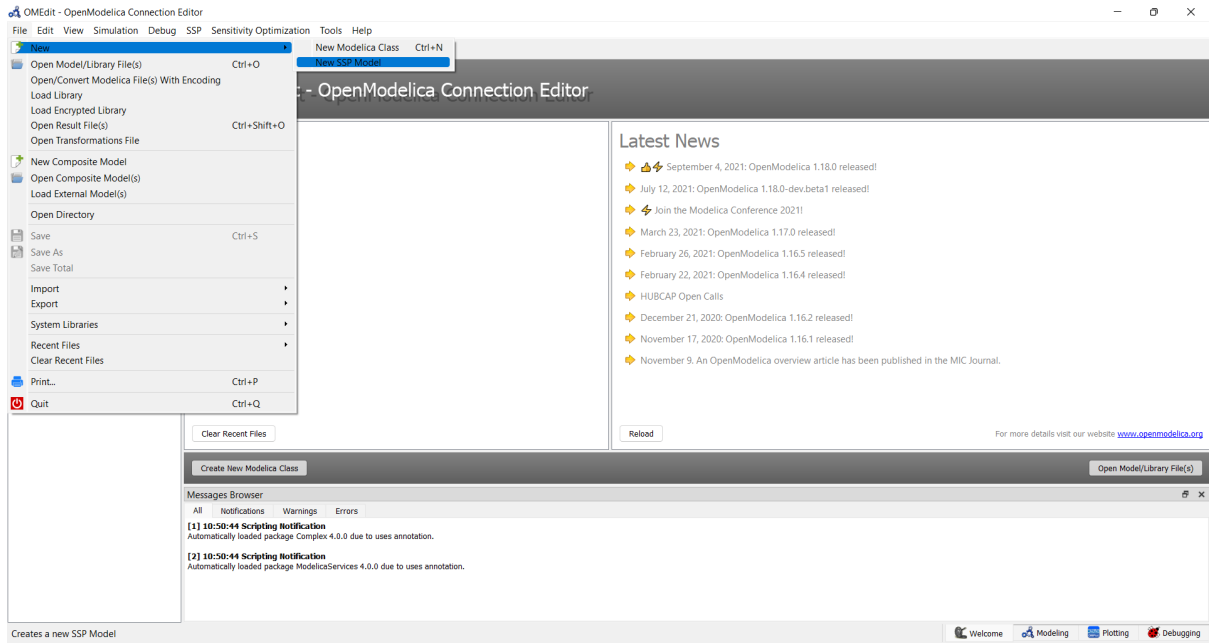 OMEdit - OpenModelica Connection Editor
File Edit View Simulation Debug SSP Sensitivity Optimization Tools Help
New
New Modelica Class Ctrl+N
New SSP Model
Open Model/Library File(s) Ctrl+O
Open/Convert Modelica File(s) With Encoding
Load Library
Load Encrypted Library
Open Result File(s) Ctrl+Shift+O
Open Transformations File
New Composite Model
Open Composite Model(s)
Load External Model(s)
Open Directory
Save Ctrl+S
Save As
Save Total
Import
Export
System Libraries
Recent Files
Clear Recent Files
Print... Ctrl+P
Quit Ctrl+Q
- OpenModelica Connection Editor
Latest News
September 4, 2021: OpenModelica 1.18.0 released!
July 12, 2021: OpenModelica 1.18.0-dev.beta1 released!
Join the Modelica Conference 2021!
March 23, 2021: OpenModelica 1.17.0 released!
February 26, 2021: OpenModelica 1.16.5 released!
February 22, 2021: OpenModelica 1.16.4 released!
HUBCAP Open Calls
December 21, 2020: OpenModelica 1.16.2 released!
November 17, 2020: OpenModelica 1.16.1 released!
November 9. An OpenModelica overview article has been published in the MIC Journal.
Clear Recent Files
Reload
For more details visit our website www.openmodelica.org
Create New Modelica Class
Open Model/Library File(s)
Messages Browser
All Notifications Warnings Errors
[1] 10:50:44 Scripting Notification
Automatically loaded package Complex 4.0.0 due to uses annotation.
[2] 10:50:44 Scripting Notification
Automatically loaded package ModelicaServices 4.0.0 due to uses annotation.
Creates a new SSP Model
Welcome Modeling Plotting Debugging